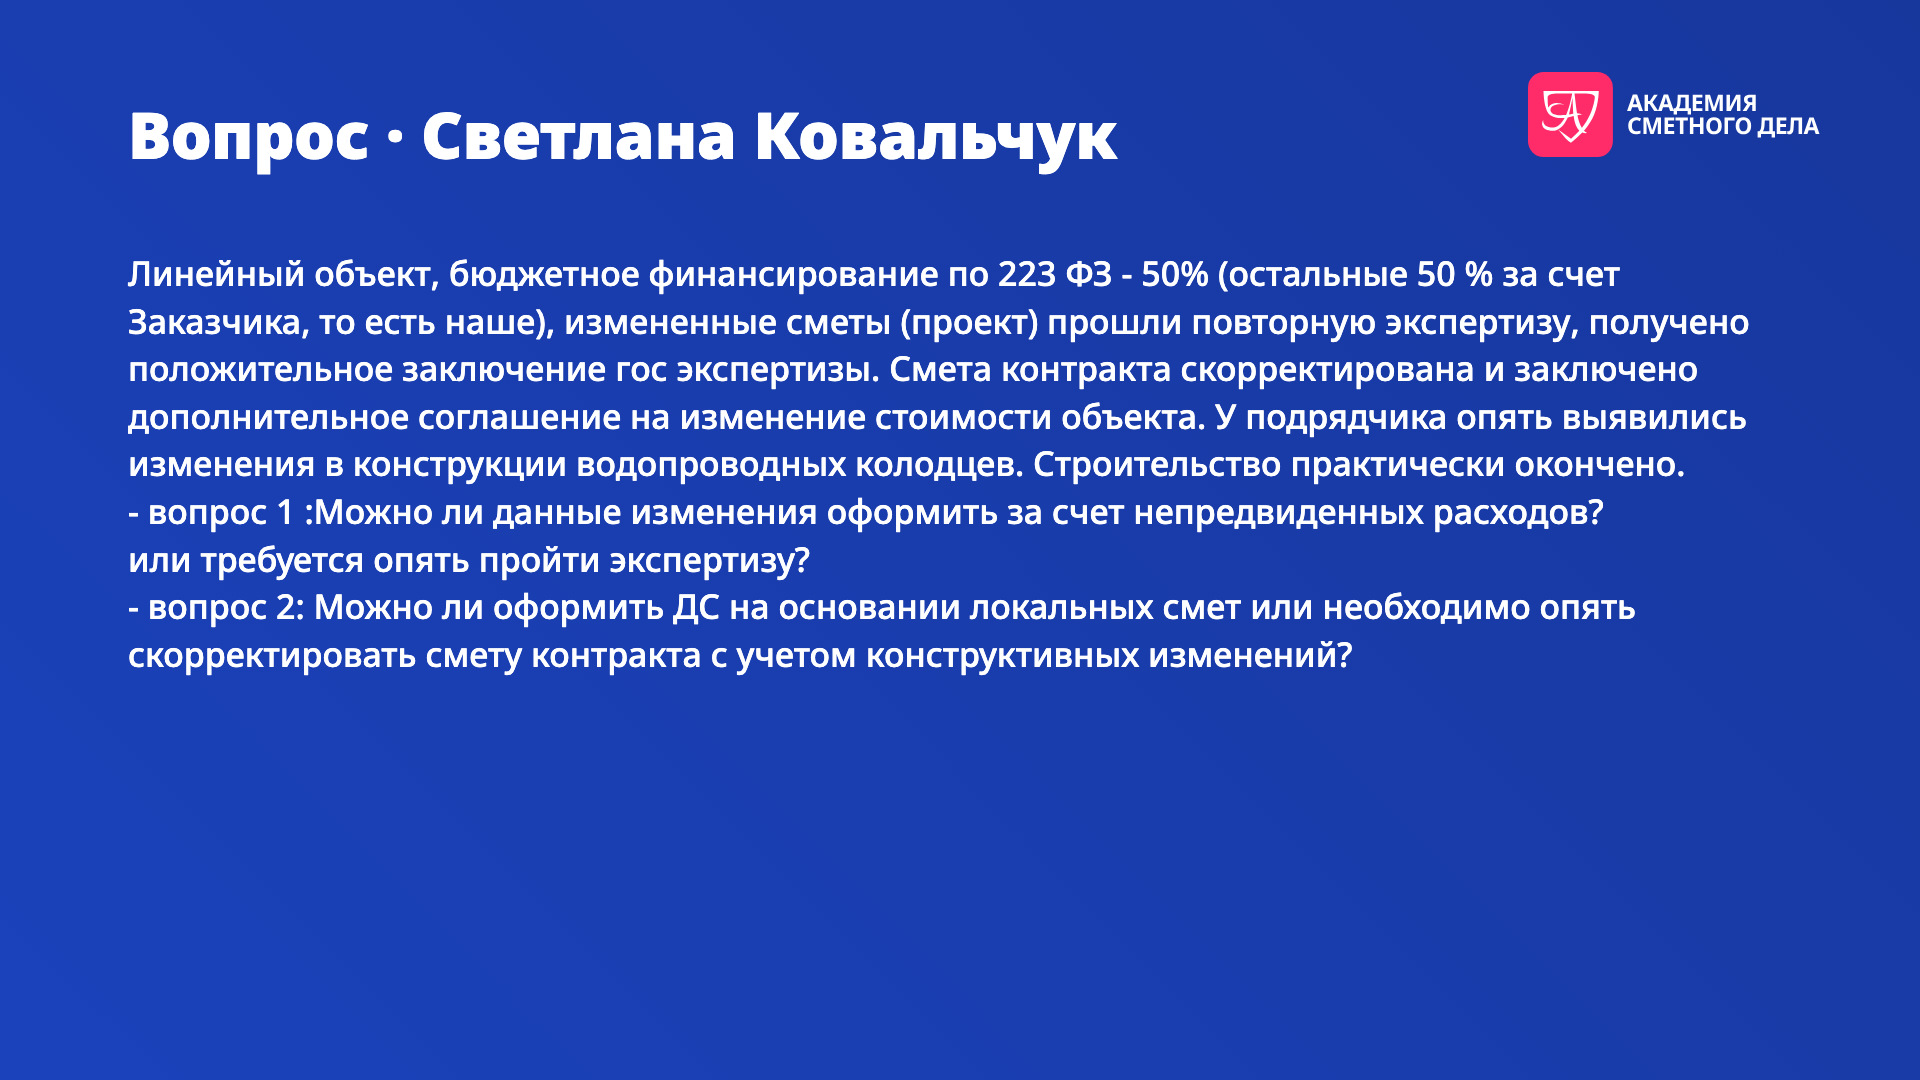 Вопрос · Светлана Ковальчук
АКАДЕМИЯ
СМЕТНОГО ДЕЛА
Линейный объект, бюджетное финансирование по 223 ФЗ - 50% (остальные 50 % за счет
Заказчика, то есть наше), измененные сметы (проект) прошли повторную экспертизу, получено
положительное заключение гос экспертизы. Смета контракта скорректирована и заключено
дополнительное соглашение на изменение стоимости объекта. У подрядчика опять выявились
изменения в конструкции водопроводных колодцев. Строительство практически окончено.
- вопрос 1 :Можно ли данные изменения оформить за счет непредвиденных расходов?
или требуется опять пройти экспертизу?
- вопрос 2: Можно ли оформить ДС на основании локальных смет или необходимо опять
скорректировать смету контракта с учетом конструктивных изменений?